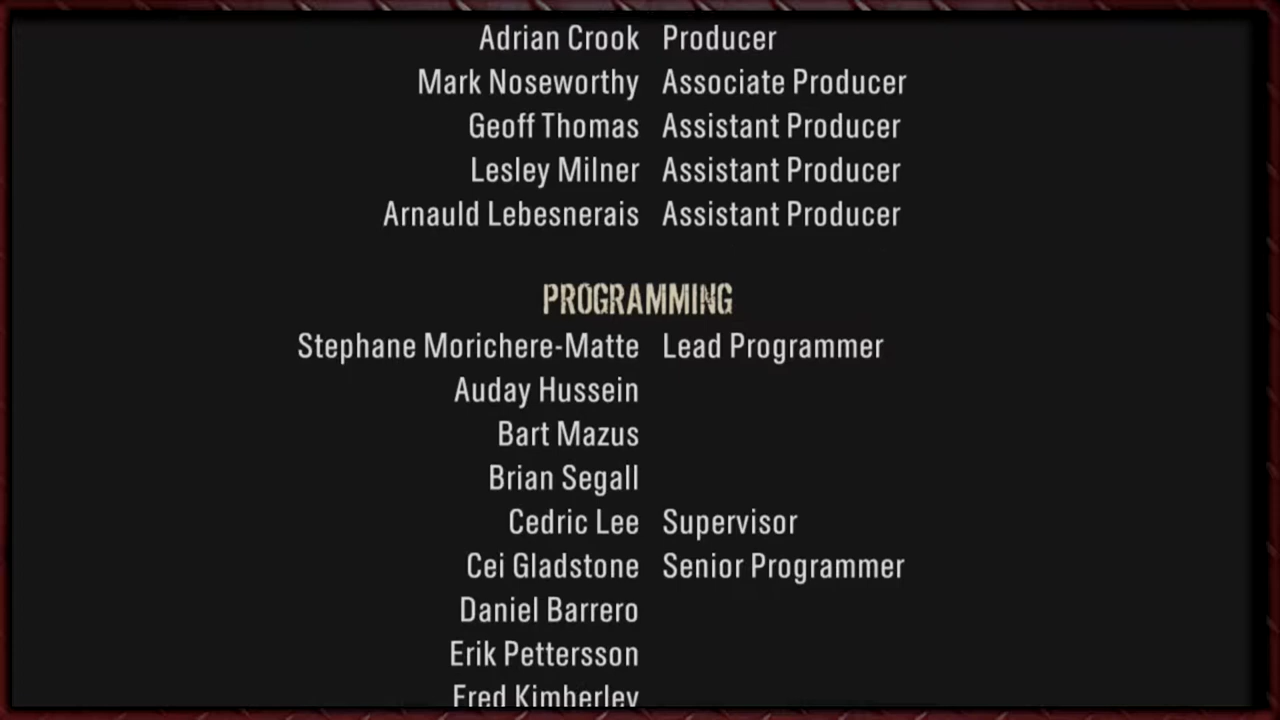 Adrian Crook Producer
Mark Noseworthy Associate Producer
Geoff Thomas Assistant Producer
Lesley Milner Assistant Producer
Arnauld Lebesnerais Assistant Producer
PROGRAMMING
Stephane Morichere-Matte Lead Programmer
Auday Hussein
Bart Mazus
Brian Segall
Cedric Lee Supervisor
Cei Gladstone Senior Programmer
Daniel Barrero
Erik Pettersson
Fred Kimberley